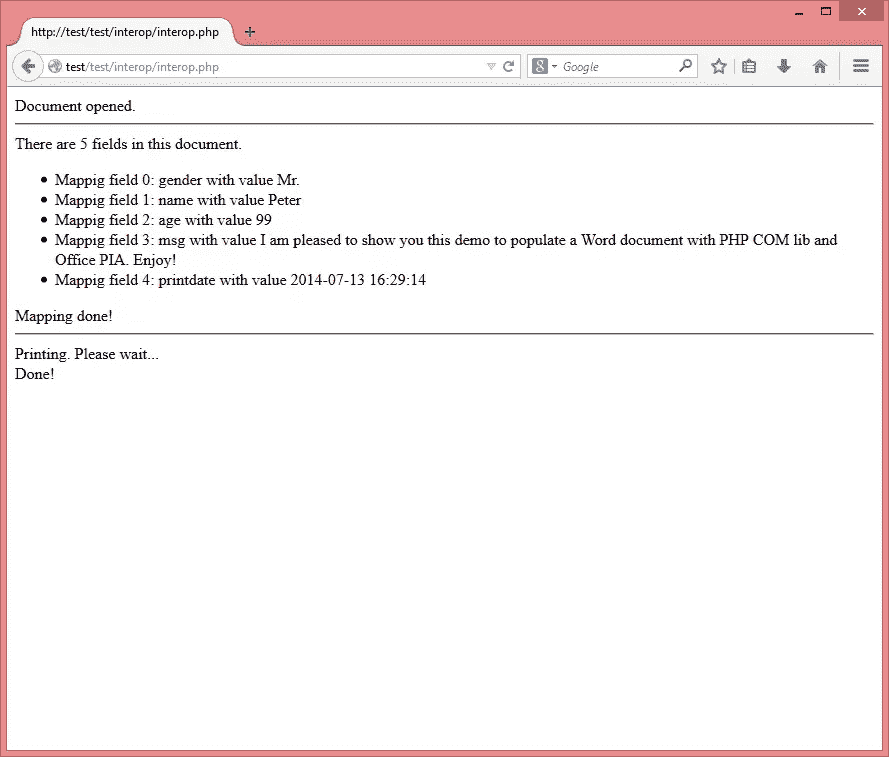 http://test/test/interop/interop.php
test/test/interop/interop.php
Google
Document opened.
There are 5 fields in this document.
Mappig field 0: gender with value Mr.
Mappig field 1: name with value Peter
Mappig field 2: age with value 99
Mappig field 3: msg with value I am pleased to show you this demo to populate a Word document with PHP COM lib and
Office PIA. Enjoy!
Mappig field 4: printdate with value 2014-07-13 16:29:14
Mapping done!
Printing. Please wait...
Done!